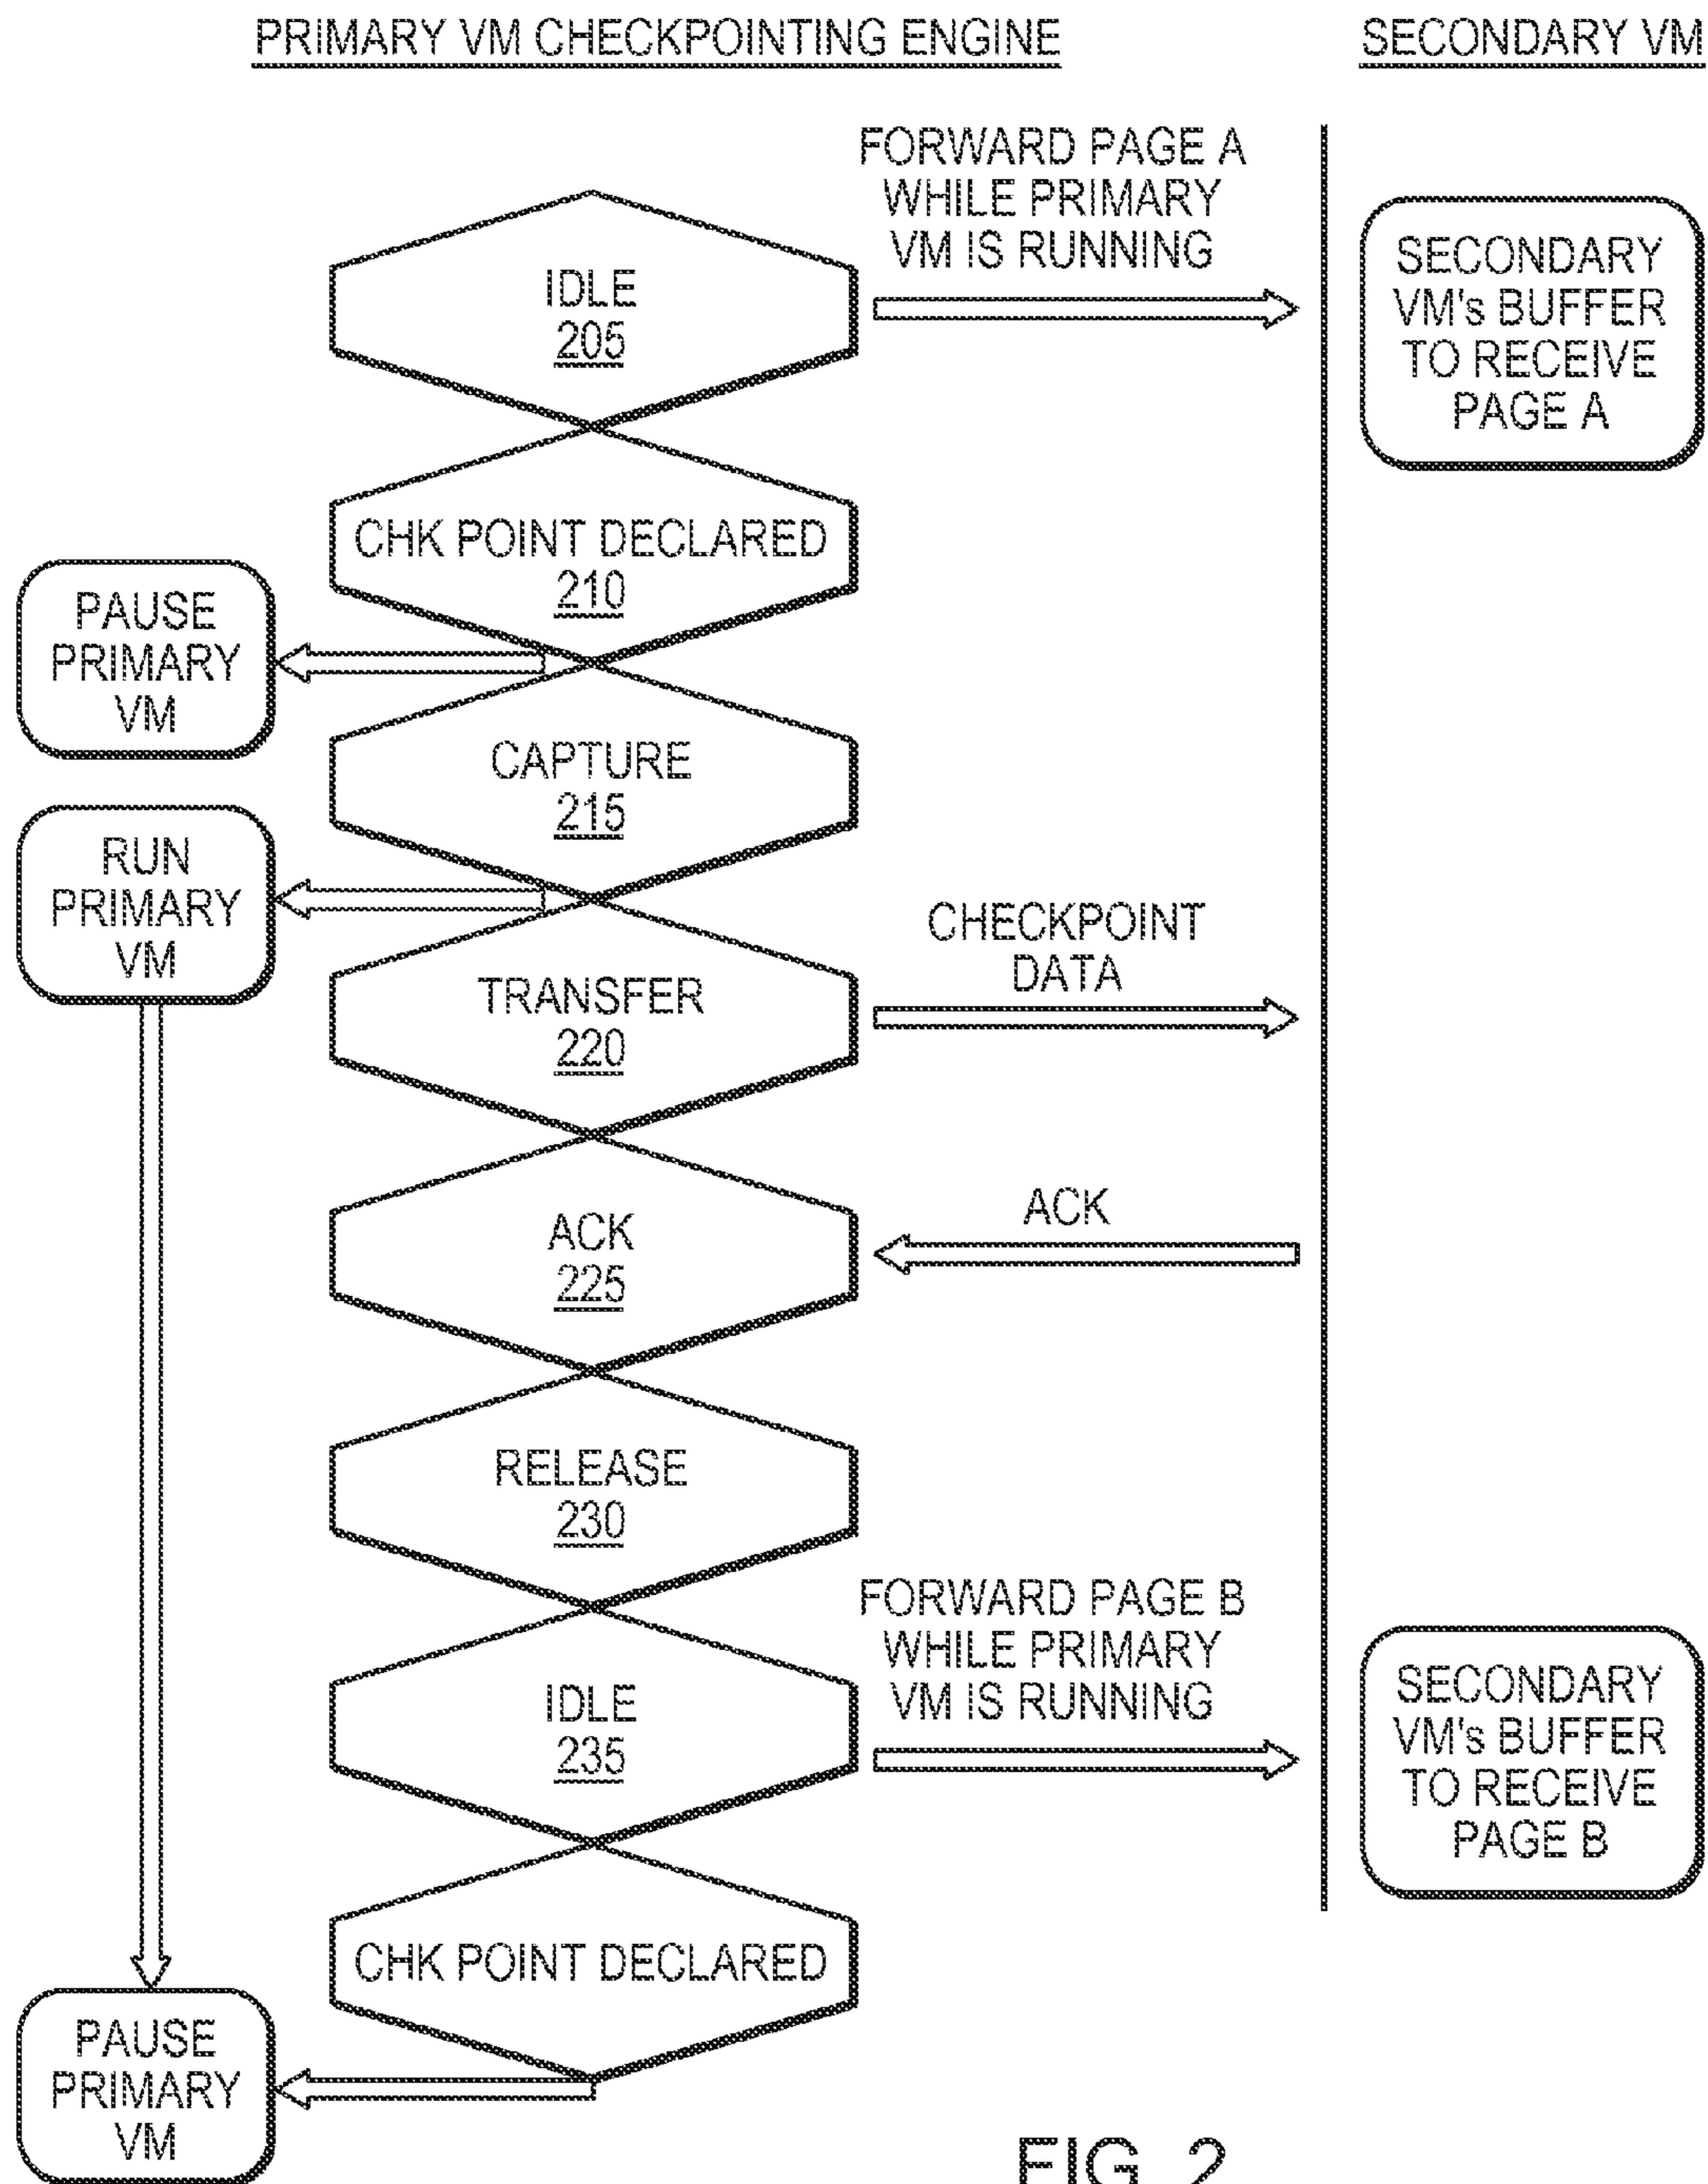 PRIMARY VM CHECKPOINTING ENGINE
SECONDARY VM
FORWARD PAGE A
WHILE PRIMARY
VM IS RUNNING
IDLE
205
SECONDARY
VM's BUFFER
TO RECEIVE
PAGE A
CHK POINT DECLARED
210
PAUSE
PRIMARY
VM
CAPTURE
215
RUN
PRIMARY
VM
CHECKPOINT
DATA
TRANSFER
220
ACK
ACK
225
RELEASE
230
FORWARD PAGE B
WHILE PRIMARY
VM IS RUNNING
IDLE
235
SECONDARY
VM's BUFFER
TO RECEIVE
PAGE B
CHK POINT DECLARED
PAUSE
PRIMARY
VM
FIG. 2